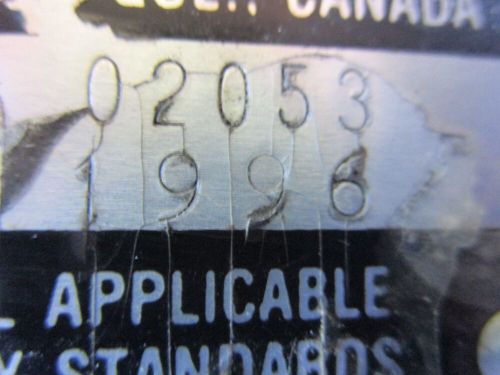 CANADA
02053
1996
APPLICABLE
STANDARDS